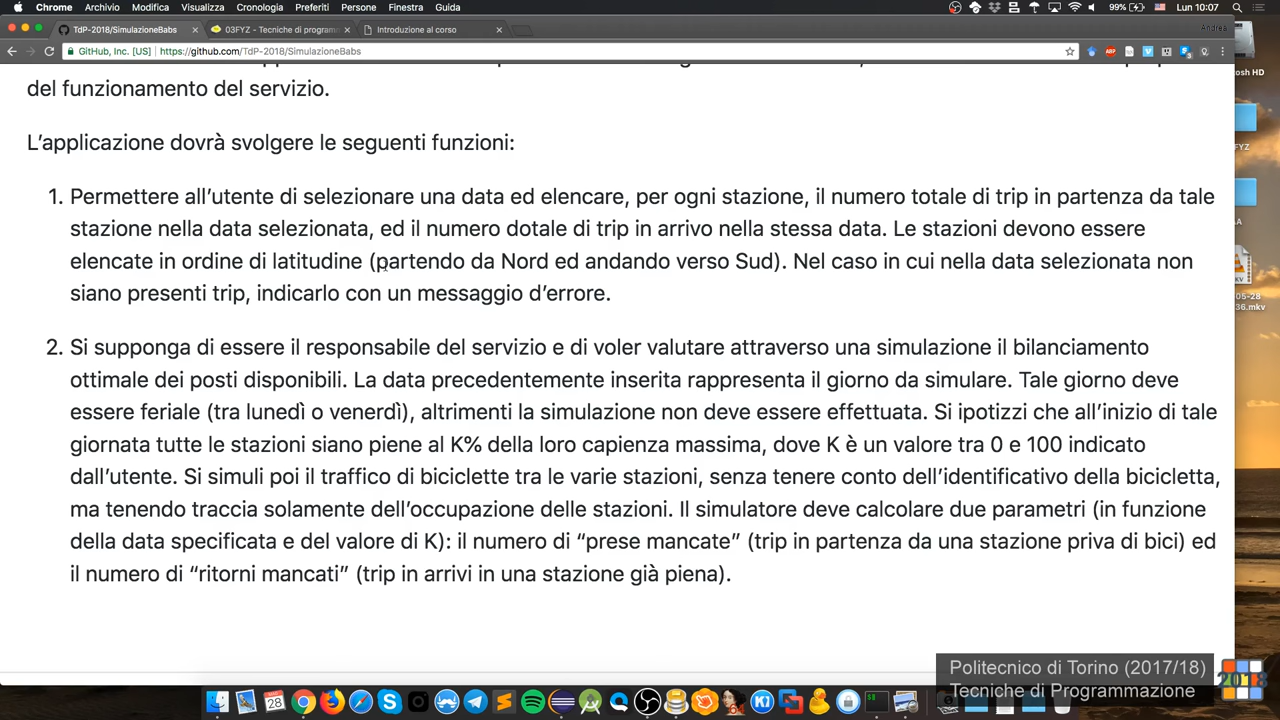 Chrome Archivio Modifica Visualizza Cronologia Preferiti Persone Finestra Guida 99% Lun 10:07
TdP-2018/SimulazioneBabs 03FYZ - Tecniche di program Introduzione al corso Andrea
GitHub, Inc. [US] https://github.com/TdP-2018/SimulazioneBabs
del funzionamento del servizio.
L'applicazione dovrà svolgere le seguenti funzioni:
1. Permettere all'utente di selezionare una data ed elencare, per ogni stazione, il numero totale di trip in partenza da tale
stazione nella data selezionata, ed il numero dotale di trip in arrivo nella stessa data. Le stazioni devono essere
elencate in ordine di latitudine (partendo da Nord ed andando verso Sud). Nel caso in cui nella data selezionata non
siano presenti trip, indicarlo con un messaggio d'errore.
2. Si supponga di essere il responsabile del servizio e di voler valutare attraverso una simulazione il bilanciamento
ottimale dei posti disponibili. La data precedentemente inserita rappresenta il giorno da simulare. Tale giorno deve
essere feriale (tra lunedì o venerdì), altrimenti la simulazione non deve essere effettuata. Si ipotizzi che all'inizio di tale
giornata tutte le stazioni siano piene al K% della loro capienza massima, dove K è un valore tra 0 e 100 indicato
dall'utente. Si simuli poi il traffico di biciclette tra le varie stazioni, senza tenere conto dell'identificativo della bicicletta,
ma tenendo traccia solamente dell'occupazione delle stazioni. Il simulatore deve calcolare due parametri (in funzione
della data specificata e del valore di K): il numero di "prese mancate" (trip in partenza da una stazione priva di bici) ed
il numero di "ritorni mancati" (trip in arrivi in una stazione già piena).
Politecnico di Torino (2017/18)
Tecniche di Programmazione
2018